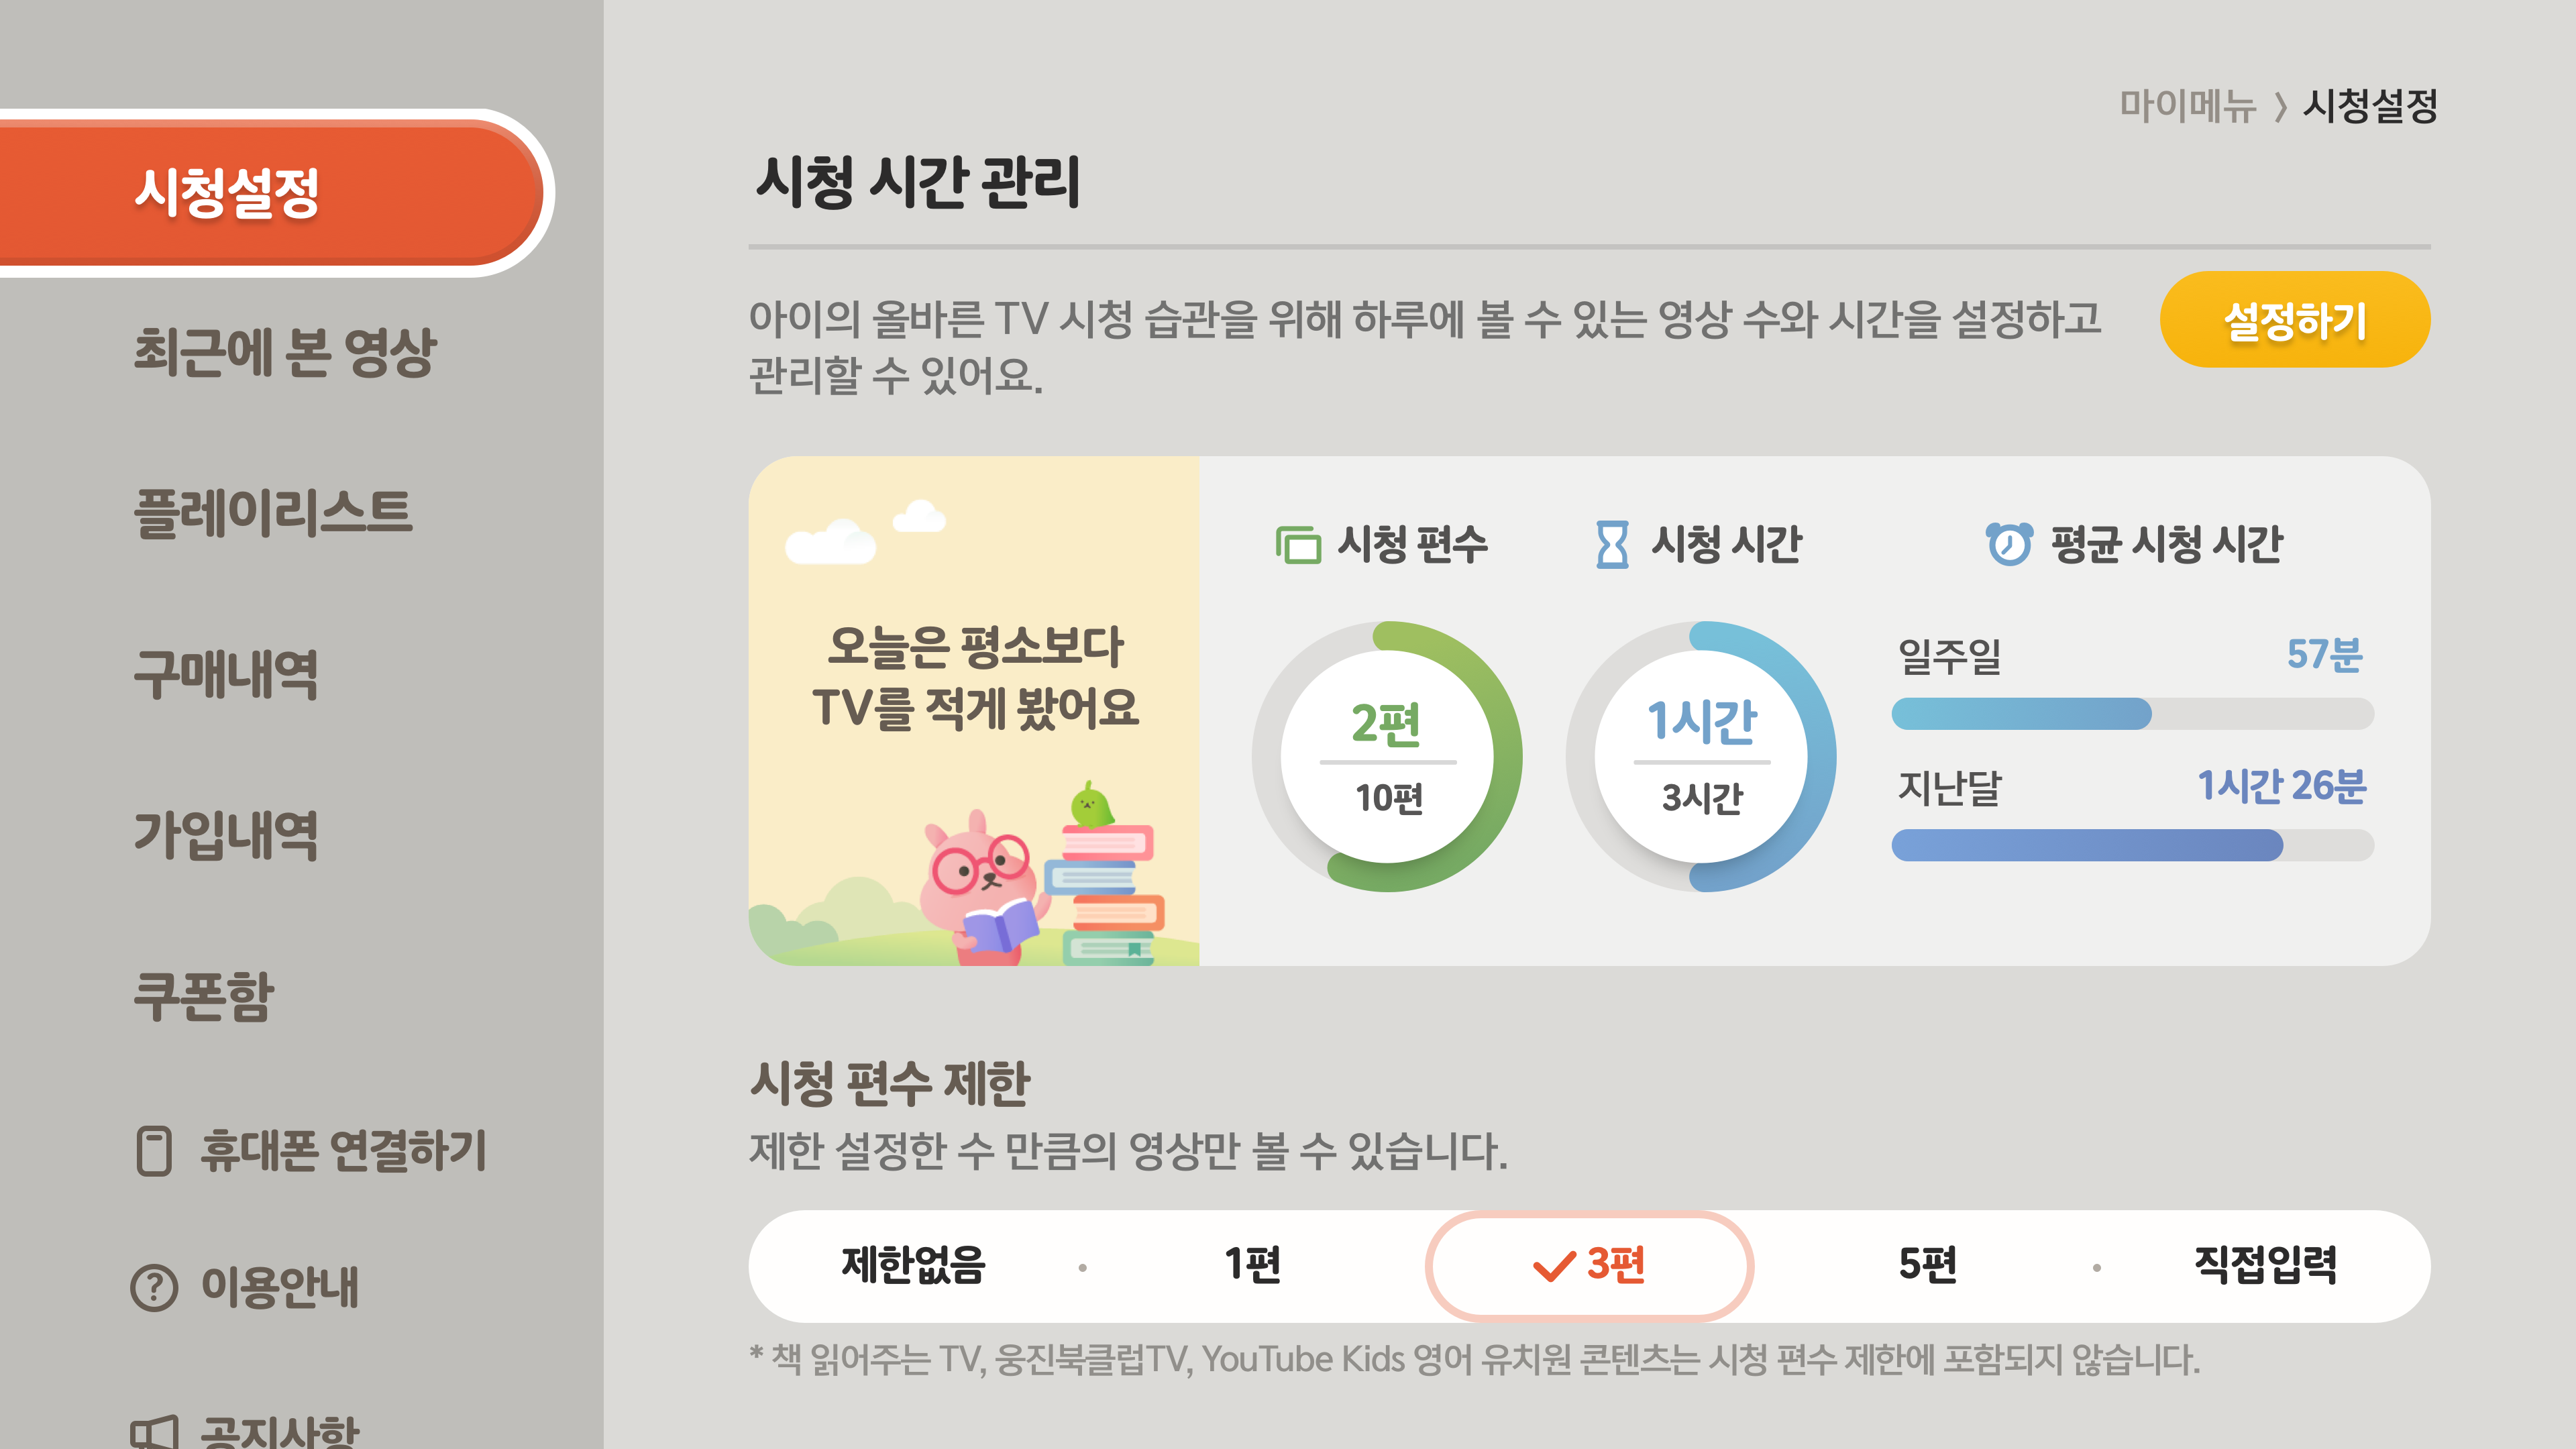 시청설정
최근에 본 영상
플레이리스트
구매내역
가입내역
쿠폰함
휴대폰 연결하기
이용안내
공지사항
마이메뉴 > 시청설정
시청 시간 관리
아이의 올바른 TV 시청 습관을 위해 하루에 볼 수 있는 영상 수와 시간을 설정하고
관리할 수 있어요.
설정하기
오늘은 평소보다
TV를 적게 봤어요
시청 편수
2편
10편
시청 시간
1시간
3시간
평균 시청 시간
일주일 57분
지난달 1시간 26분
시청 편수 제한
제한 설정한 수 만큼의 영상만 볼 수 있습니다.
제한없음 · 1편 3편 5편 · 직접입력
* 책 읽어주는 TV, 웅진북클럽TV, YouTube Kids 영어 유치원 콘텐츠는 시청 편수 제한에 포함되지 않습니다.